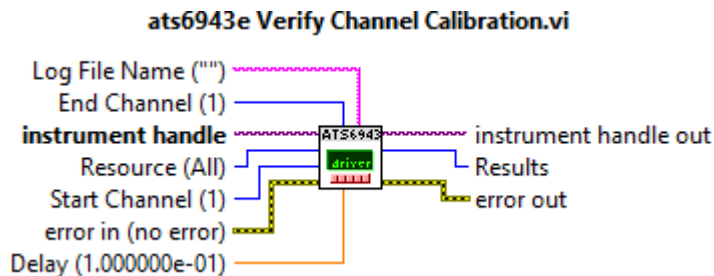 ats6943e Verify Channel Calibration.vi
Log File Name ("")
End Channel (1)
instrument handle
Resource (All)
Start Channel (1)
error in (no error)
Delay (1.000000e-01)
ATS6943
driver
instrument handle out
Results
error out